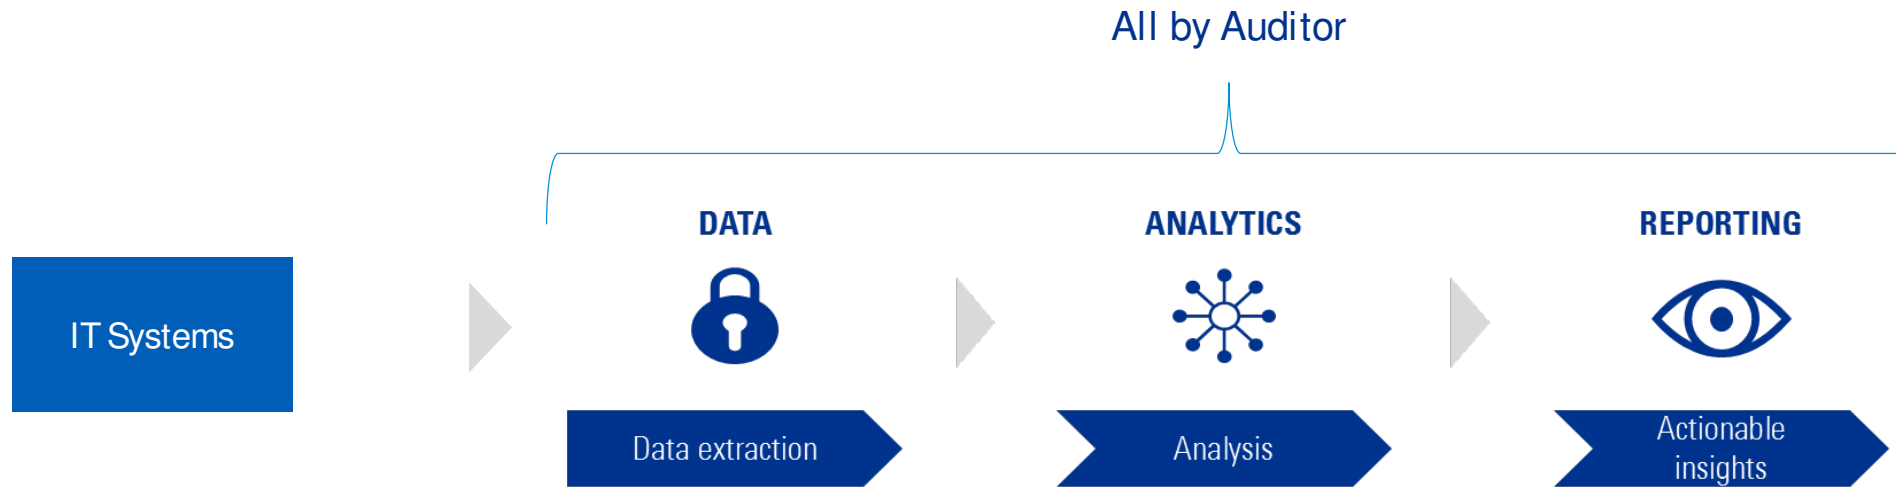 All by Auditor
DATA
ANALYTICS
REPORTING
IT Systems
Data extraction
Analysis
Actionable
insights